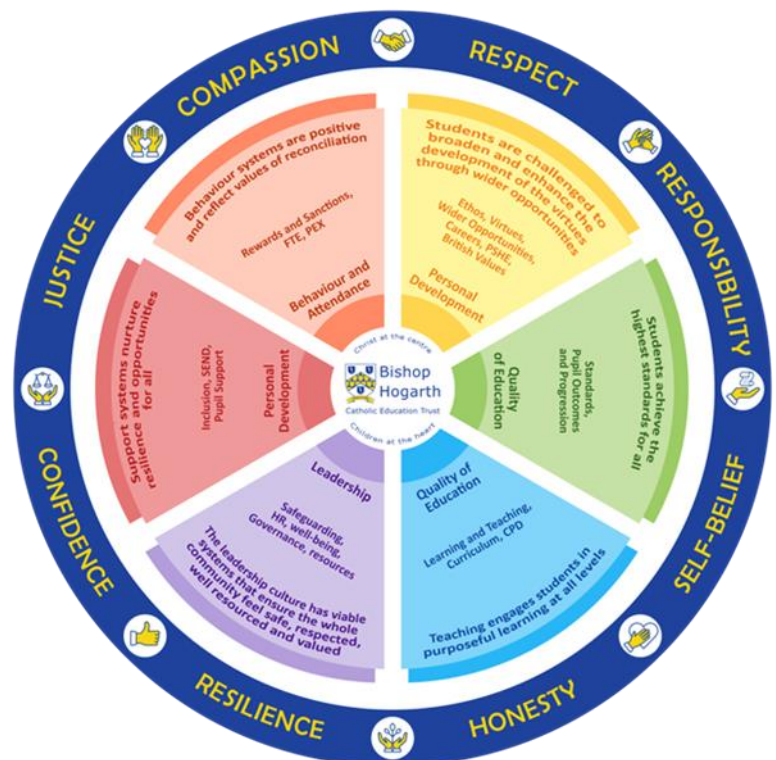 COMPASSION
RESPECT
RESPONSIBILITY
SELF-BELIEF
HONESTY
RESILIENCE
CONFIDENCE
JUSTICE
Behaviour systems are positive
and reflect values of reconciliation
Rewards and Sanctions,
FTE, PEX
Behaviour and
Attendance
Students are challenged to
broaden and enhance the
development of the virtues
through wider opportunities
Ethos, Virtues,
Wider Opportunities,
Careers, PSHE,
British Values
Personal
Development
Students achieve the
highest standards for all
Standards,
Pupil Outcomes
and Progression
Quality
of Education
Quality of
Education
Learning and Teaching,
Curriculum, CPD
Teaching engages students in
purposeful learning at all levels
Leadership
Safeguarding,
HR, well-being,
Governance, resources
The leadership culture has viable
systems that ensure the whole
community feel safe, respected,
well resourced and valued
Support systems nurture
resilience and opportunities
for all
Inclusion, SEND,
Pupil Support
Personal
Development
Christ at the centre
Bishop
Hogarth
Catholic Education Trust
Children at the heart